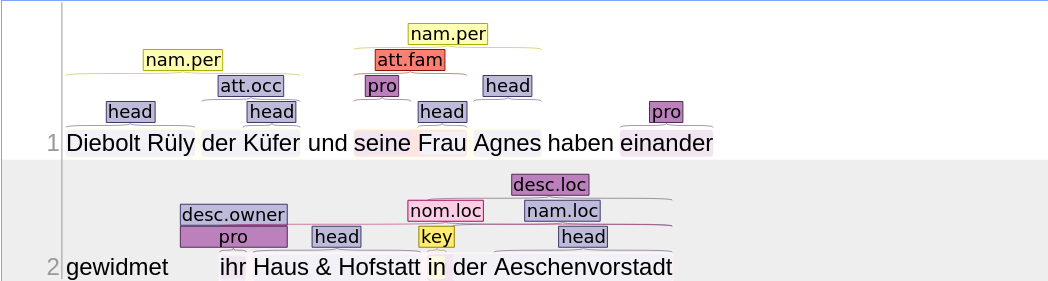 nam.per
nam.per att.fam
att.occ pro head
head head head pro
1 Diebolt Rüly der Küfer und seine Frau Agnes haben einander
desc.loc
desc.owner nom.loc nam.loc
pro head key head
2 gewidmet ihr Haus & Hofstatt in der Aeschenvorstadt